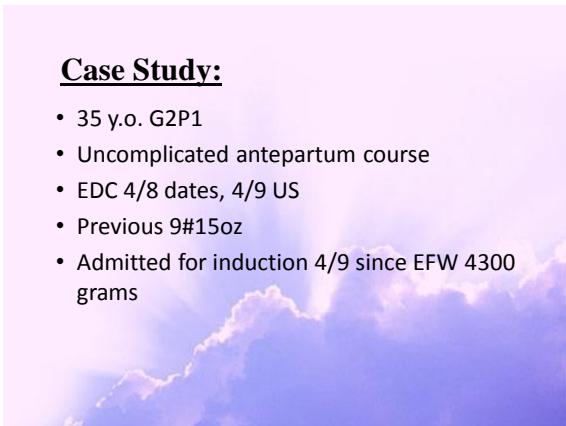 Case Study:
• 35 y.o. G2P1
• Uncomplicated antepartum course
• EDC 4/8 dates, 4/9 US
• Previous 9#15oz
• Admitted for induction 4/9 since EFW 4300
grams